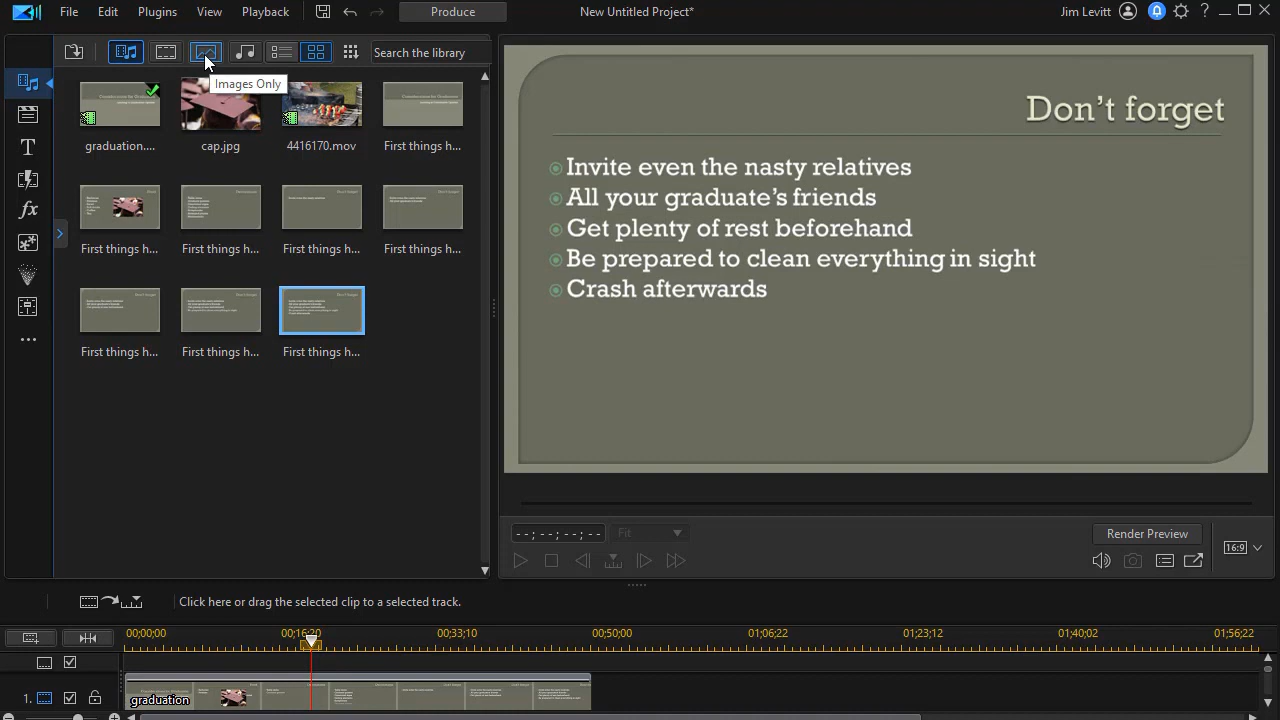 File Edit Plugins View Playback Produce New Untitled Project* Jim Levitt
Search the library
Images Only
graduation.... cap.jpg 4416170.mov First things h...
First things h... First things h... First things h... First things h...
First things h... First things h... First things h...
Don't forget
Invite even the nasty relatives
All your graduate's friends
Get plenty of rest beforehand
Be prepared to clean everything in sight
Crash afterwards
--;--;--;-- Fit Render Preview
16:9
Click here or drag the selected clip to a selected track.
00;00;00 00;16;20 00;33;10 00;50;00 01;06;22 01;23;12 01;40;02 01;56;22
1.
graduation